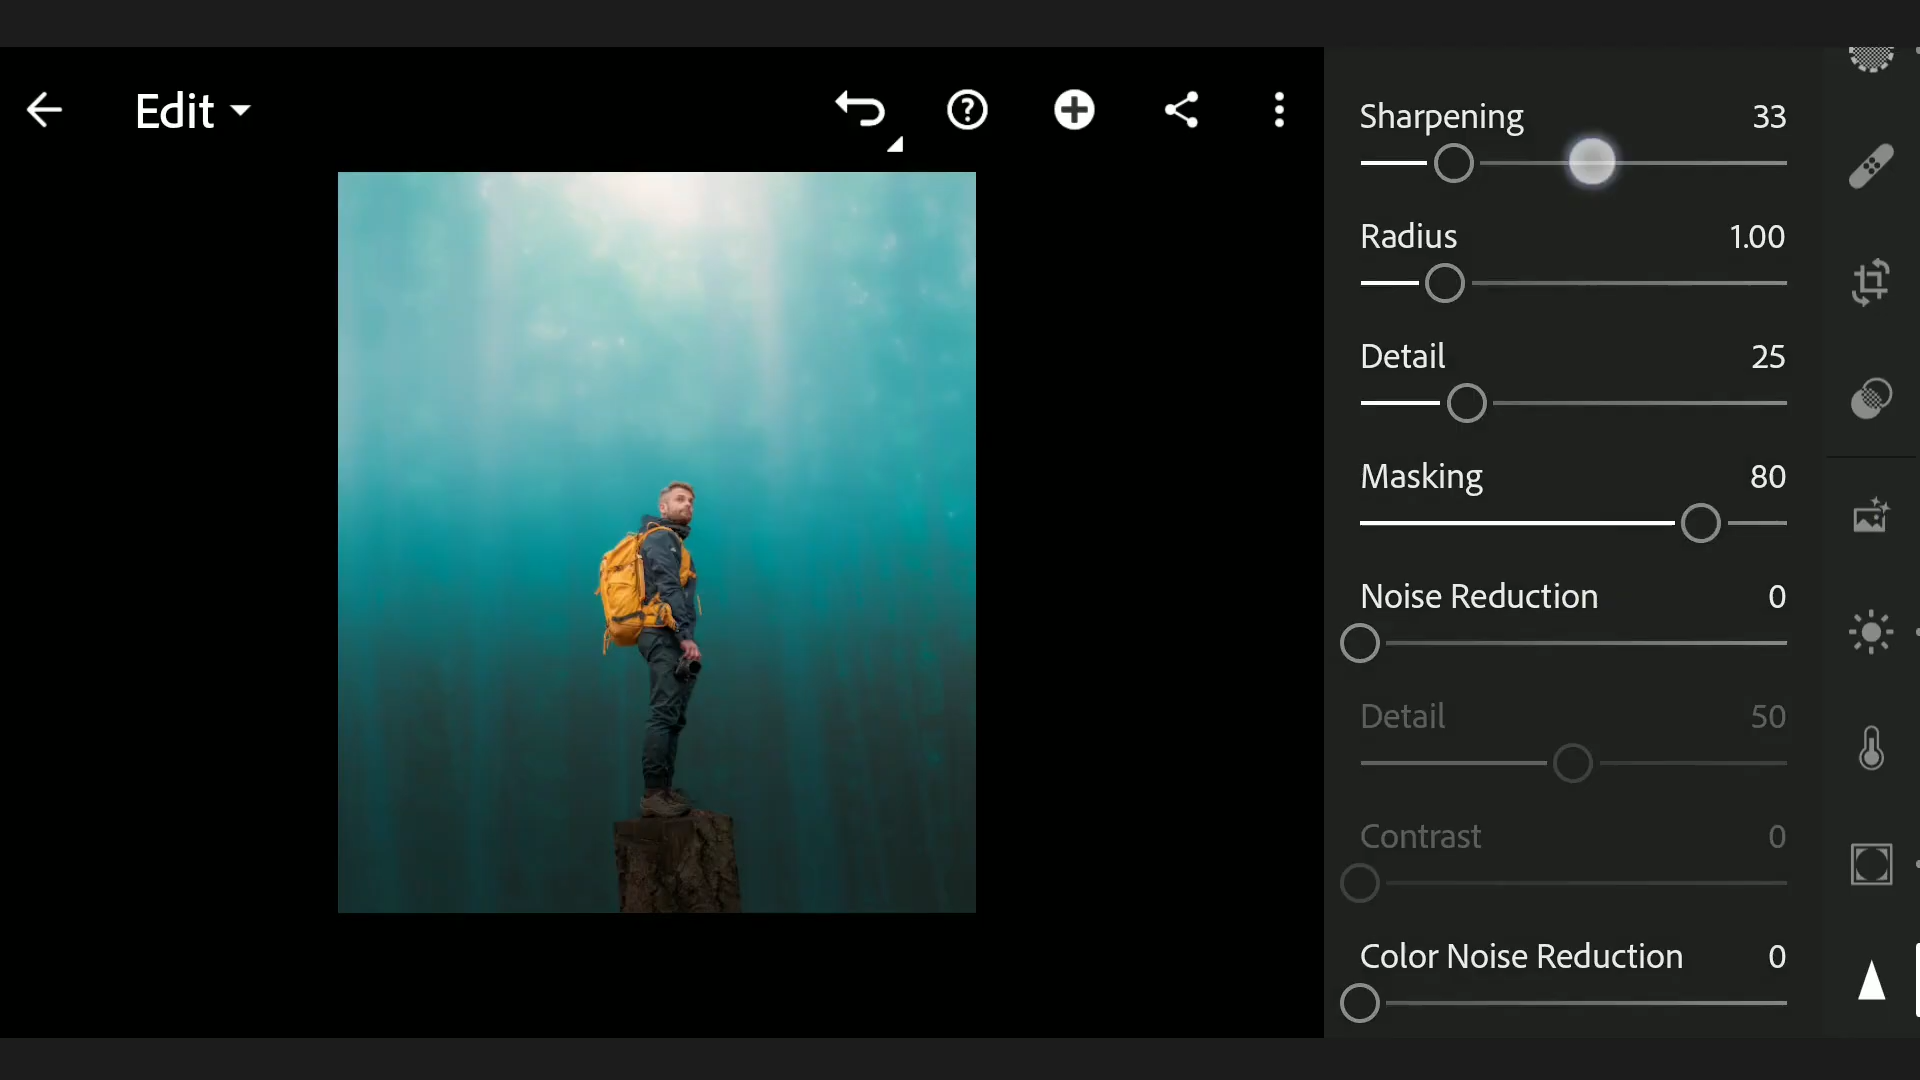 Edit
Sharpening 33
Radius 1.00
Detail 25
Masking 80
Noise Reduction 0
Detail 50
Contrast 0
Color Noise Reduction 0